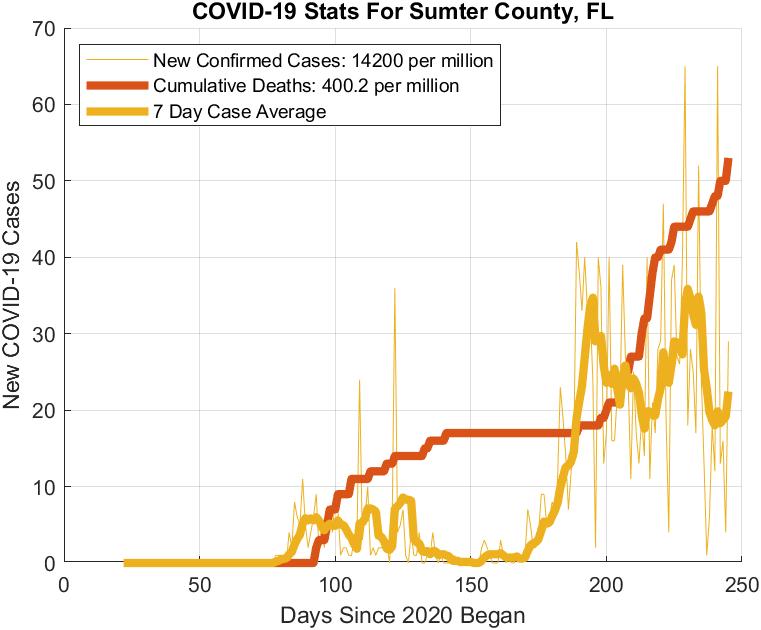 COVID-19 Stats For Sumter County, FL
New Confirmed Cases: 14200 per million
Cumulative Deaths: 400.2 per million
7 Day Case Average
New COVID-19 Cases
70
60
50
40
30
20
10
0
0 50 100 150 200 250
Days Since 2020 Began